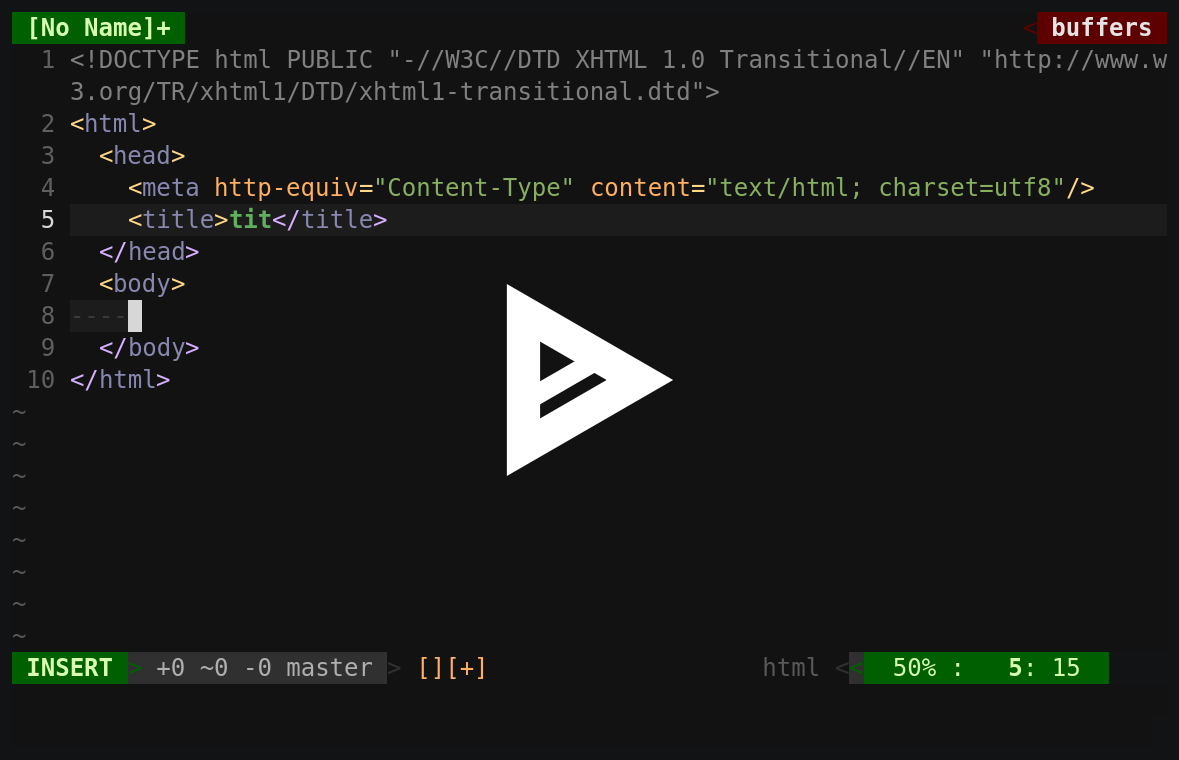 [No Name]+ < buffers
1 <!DOCTYPE html PUBLIC "-//W3C//DTD XHTML 1.0 Transitional//EN" "http://www.w
3.org/TR/xhtml1/DTD/xhtml1-transitional.dtd">
2 <html>
3   <head>
4     <meta http-equiv="Content-Type" content="text/html; charset=utf8"/>
5     <title>tit</title>
6   </head>
7   <body>
8 ----
9   </body>
10 </html>
~
~
~
~
~
~
~
~
INSERT > +0 ~0 -0 master > [][+] html << 50% : 5: 15